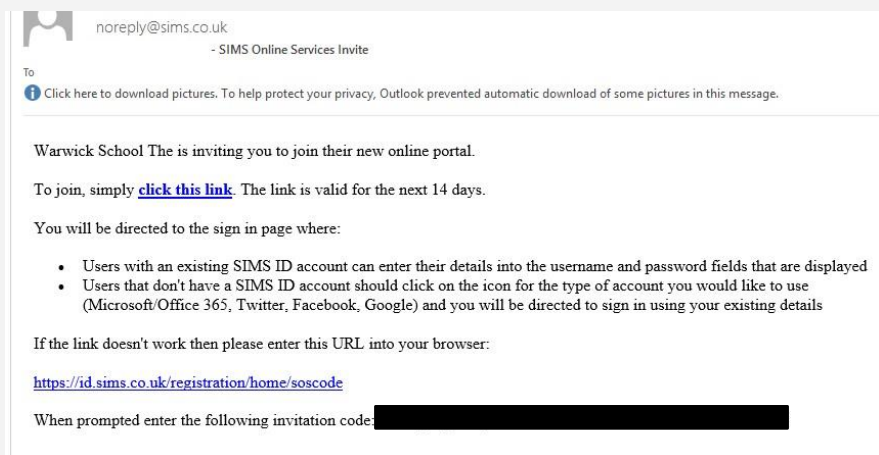 noreply@sims.co.uk
- SIMS Online Services Invite
To
Click here to download pictures. To help protect your privacy, Outlook prevented automatic download of some pictures in this message.
Warwick School The is inviting you to join their new online portal.
To join, simply click this link. The link is valid for the next 14 days.
You will be directed to the sign in page where:
• Users with an existing SIMS ID account can enter their details into the username and password fields that are displayed
• Users that don't have a SIMS ID account should click on the icon for the type of account you would like to use
(Microsoft/Office 365, Twitter, Facebook, Google) and you will be directed to sign in using your existing details
If the link doesn't work then please enter this URL into your browser:
https://id.sims.co.uk/registration/home/soscode
When prompted enter the following invitation code: